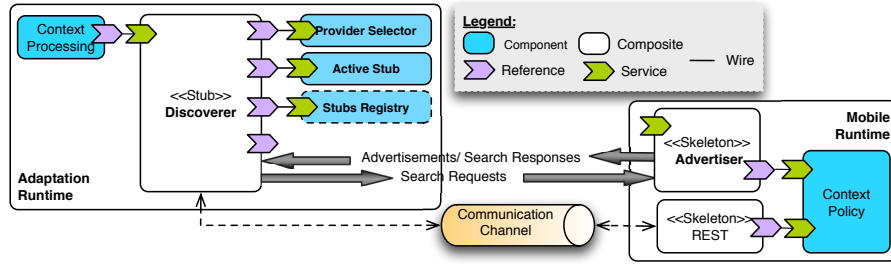 Context
Processing
<<Stub>>
Discoverer
Provider Selector
Active Stub
Stubs Registry
Adaptation
Runtime
Legend:
Component
Composite
Wire
Reference
Service
Advertisements/ Search Responses
Search Requests
Communication
Channel
Mobile
Runtime
<<Skeleton>>
Advertiser
<<Skeleton>>
REST
Context
Policy